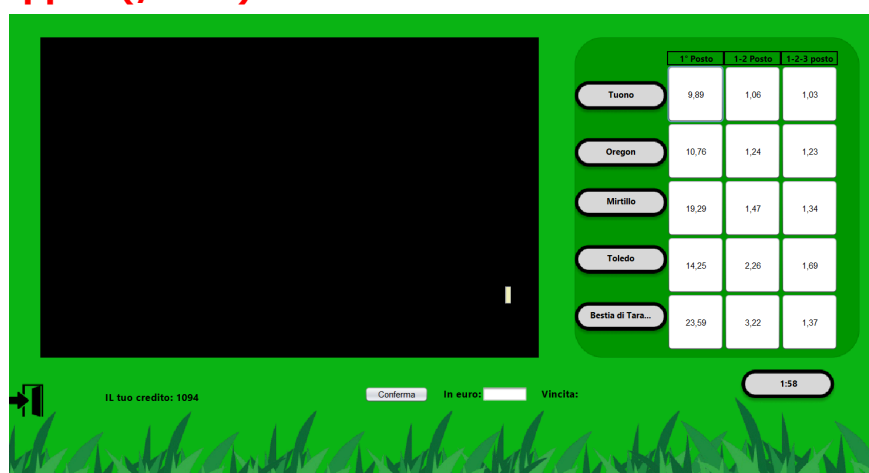 1° Posto 1-2 Posto 1-2-3 posto
Tuono 9,89 1,06 1,03
Oregon 10,76 1,24 1,23
Mirtillo 19,29 1,47 1,34
Toledo 14,25 2,26 1,69
Bestia di Tara... 23,59 3,22 1,37
1:58
IL tuo credito: 1094 Conferma In euro: Vincita: